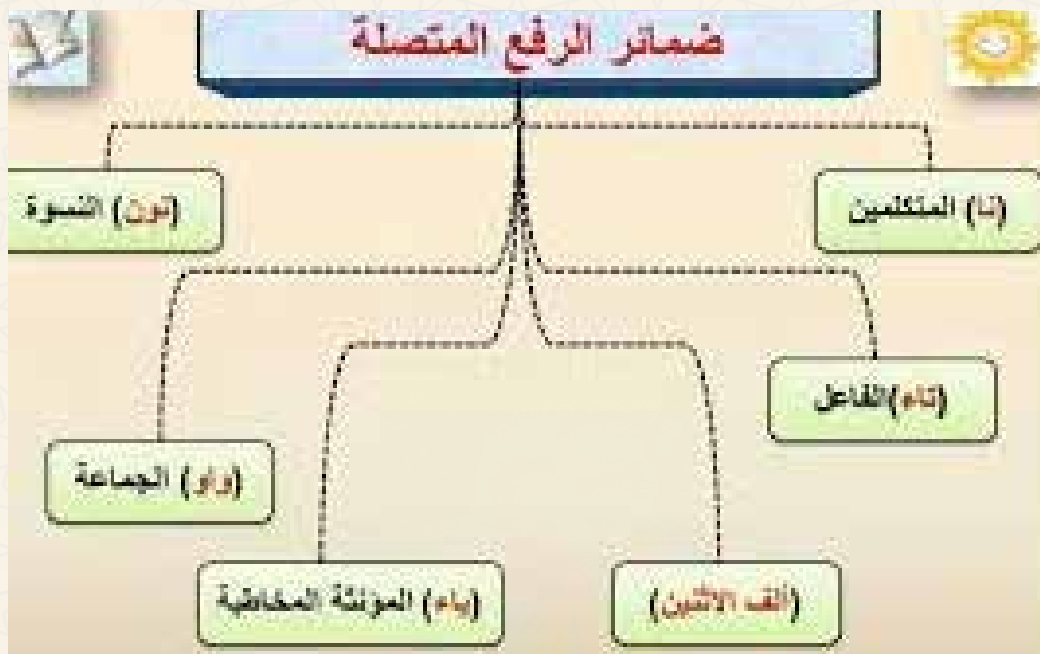 ضمائر الرفع المتصلة
(نا) المتكلمين
(نون) النسوة
(تاء)الفاعل
(واو) الجماعة
(ألف الاثنين)
(ياء) المؤنثة المخاطبة